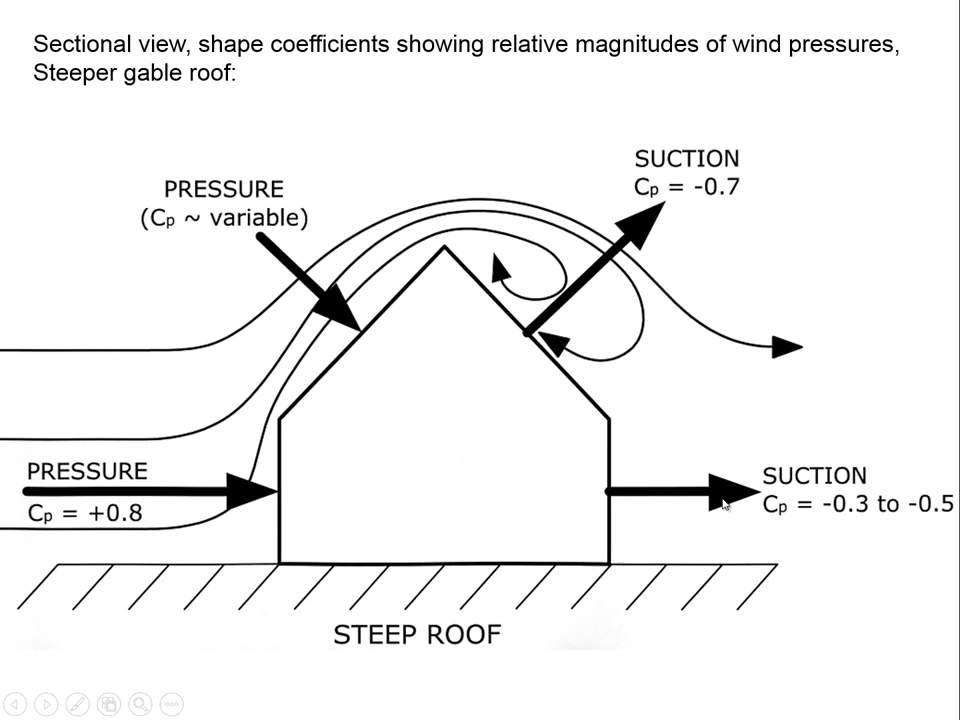 Sectional view, shape coefficients showing relative magnitudes of wind pressures,
Steeper gable roof:
SUCTION
Cp = -0.7
PRESSURE
(Cp ~ variable)
PRESSURE
Cp = +0.8
SUCTION
Cp = -0.3 to -0.5
STEEP ROOF